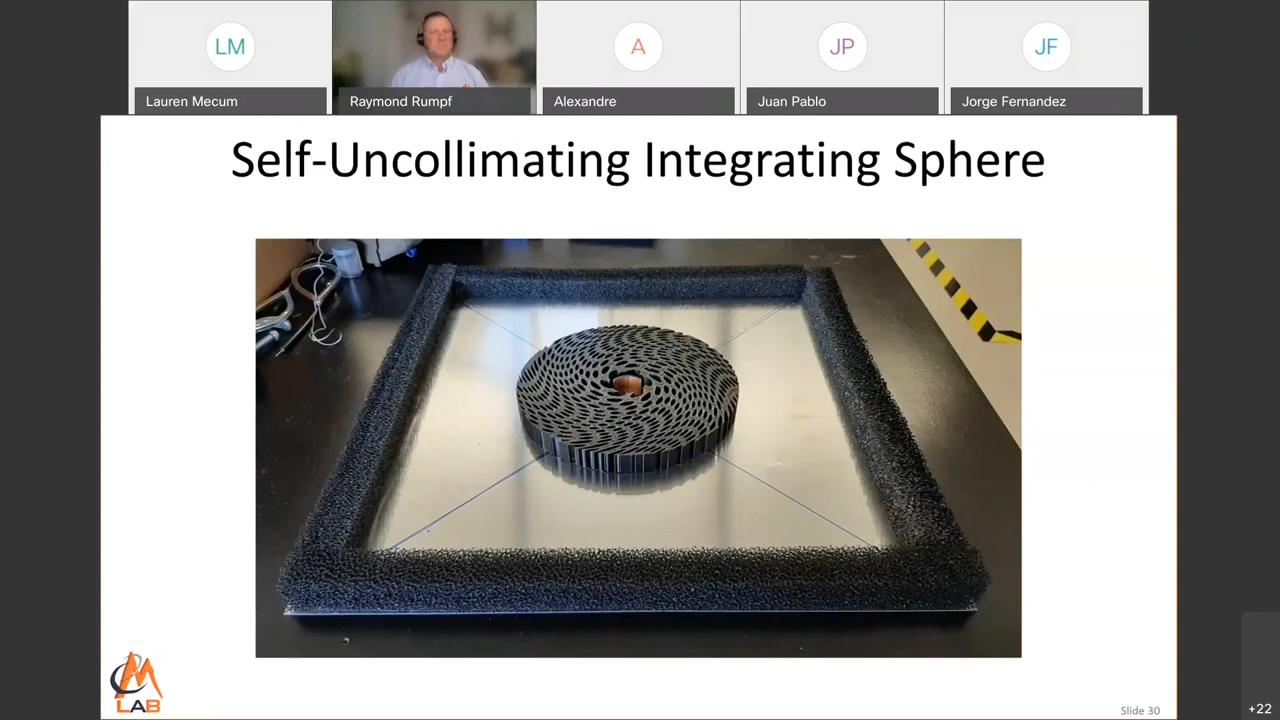 LM
A
JP
JF
Lauren Mecum
Raymond Rumpf
Alexandre
Juan Pablo
Jorge Fernandez
Self-Uncollimating Integrating Sphere
EM
LAB
Slide 30
+22